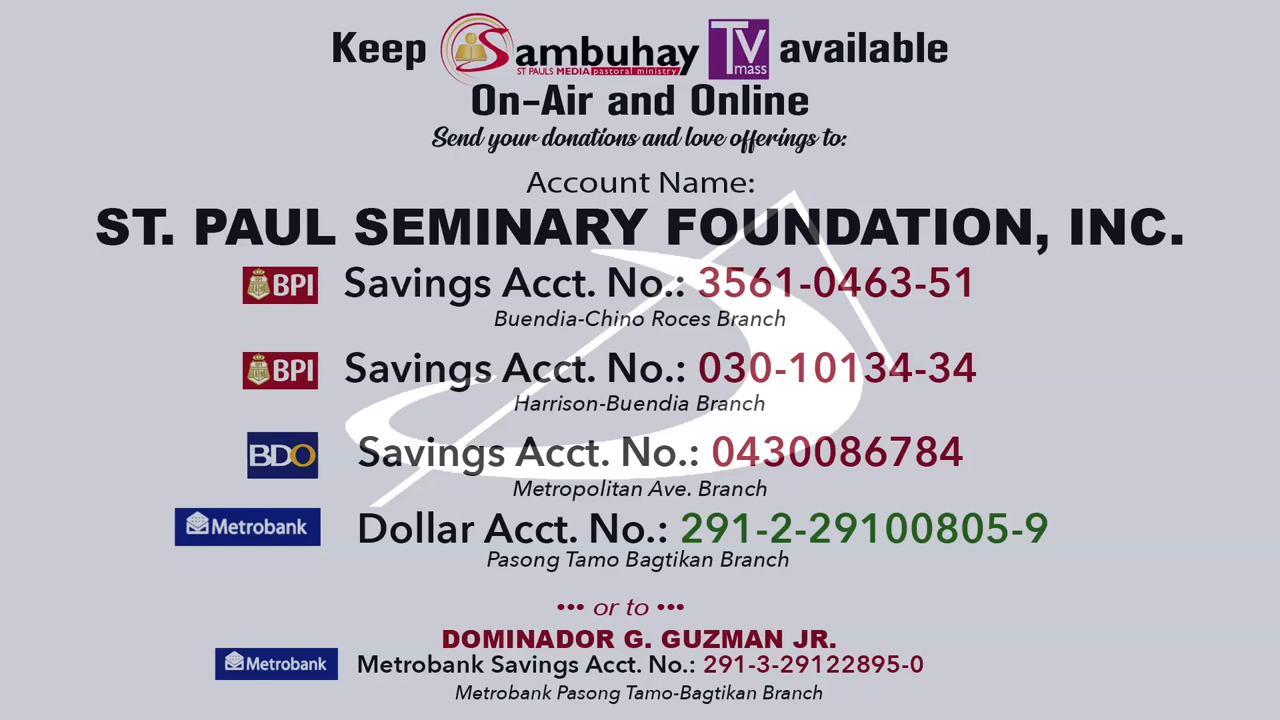 Keep Sambuhay TV mass available
ST PAULS MEDIA pastoral ministry
On-Air and Online
Send your donations and love offerings to:
Account Name:
ST. PAUL SEMINARY FOUNDATION, INC.
BPI Savings Acct. No.: 3561-0463-51
Buendia-Chino Roces Branch
BPI Savings Acct. No.: 030-10134-34
Harrison-Buendia Branch
BDO Savings Acct. No.: 0430086784
Metropolitan Ave. Branch
Metrobank Dollar Acct. No.: 291-2-29100805-9
Pasong Tamo Bagtikan Branch
••• or to •••
DOMINADOR G. GUZMAN JR.
Metrobank Metrobank Savings Acct. No.: 291-3-29122895-0
Metrobank Pasong Tamo-Bagtikan Branch